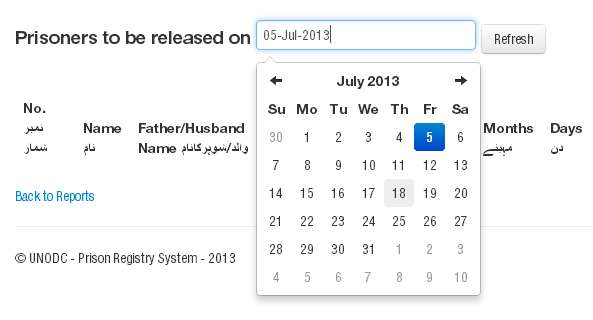 Prisoners to be released on 05-Jul-2013 Refresh
July 2013
Su Mo Tu We Th Fr Sa
30 1 2 3 4 5 6
7 8 9 10 11 12 13
14 15 16 17 18 19 20
21 22 23 24 25 26 27
28 29 30 31 1 2 3
4 5 6 7 8 9 10
No.
نمبر
شمار
Name
نام
Father/Husband
Name والد/شوہرکانام
Months
مہینے
Days
دن
Back to Reports
© UNODC - Prison Registry System - 2013